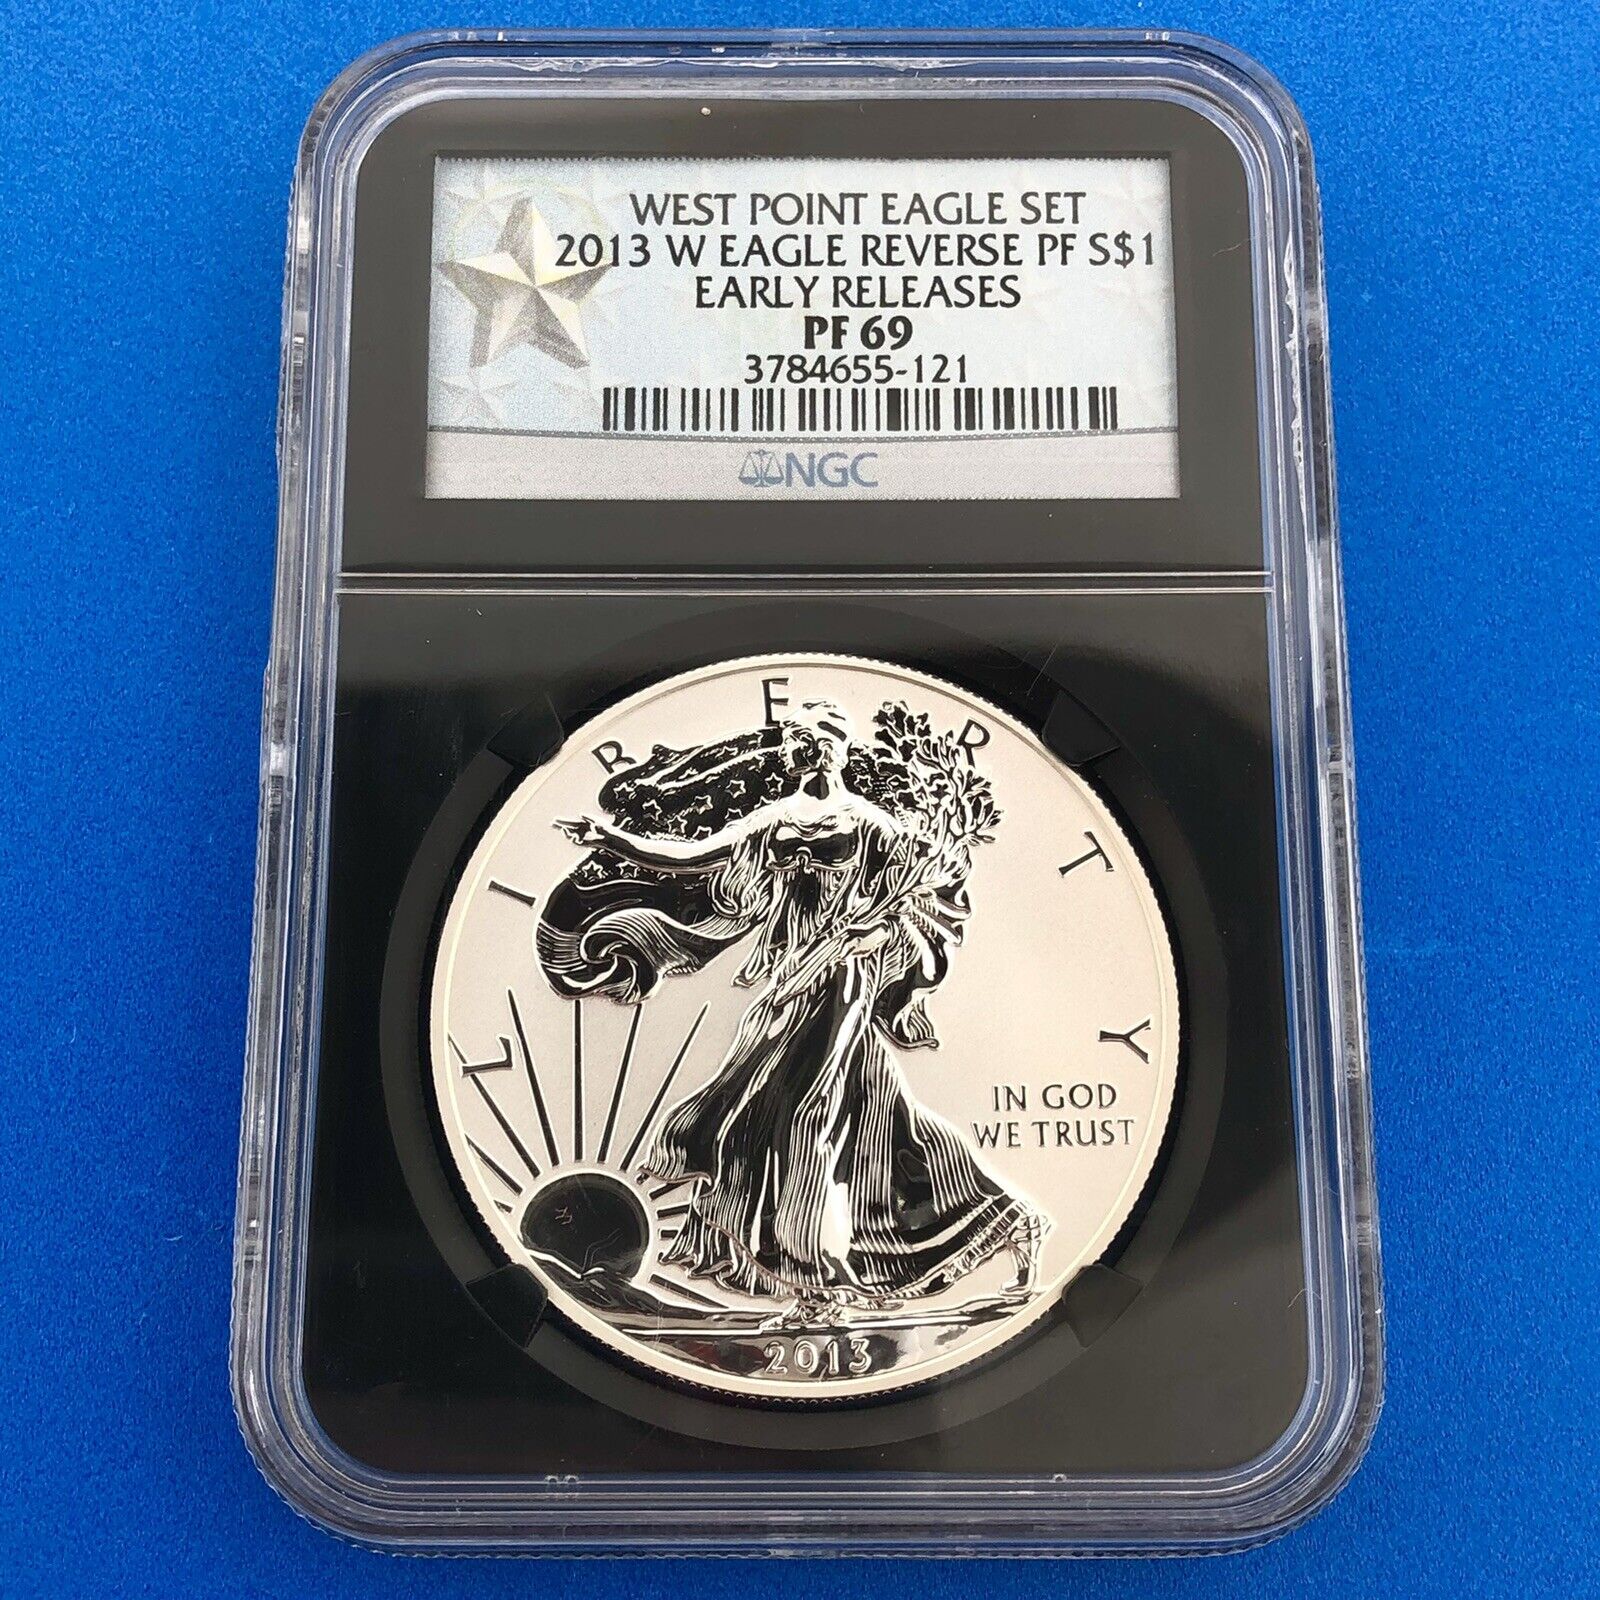 WEST POINT EAGLE SET
2013 W EAGLE REVERSE PF S$1
EARLY RELEASES
PF 69
3784655-121
NGC
LIBERTY
IN GOD
WE TRUST
2013